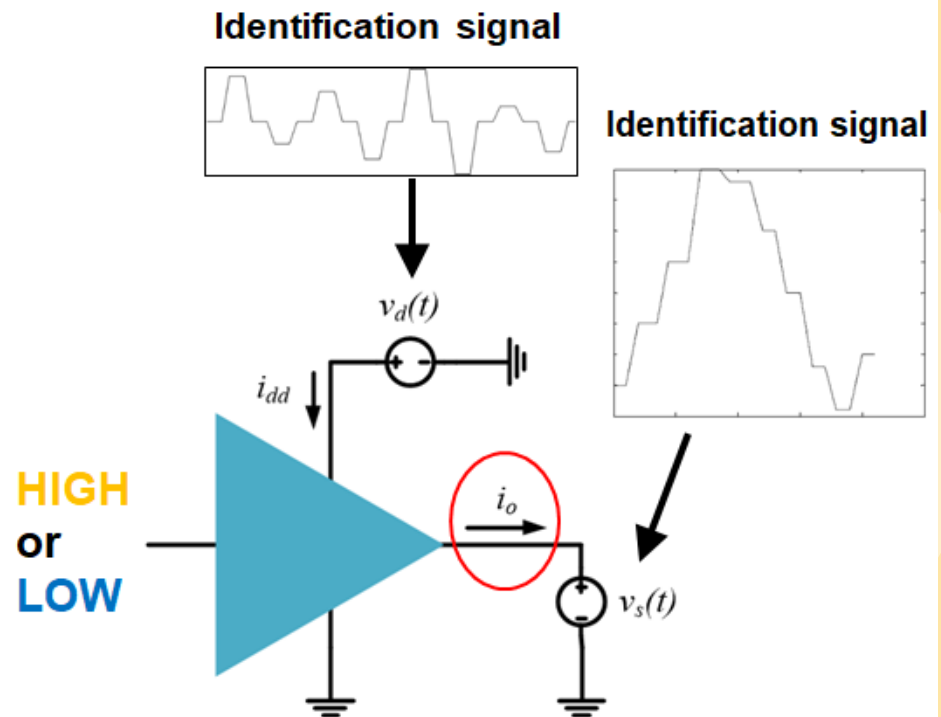 Identification signal
Identification signal
v_d(t)
i_dd
HIGH
or
LOW
i_o
v_s(t)